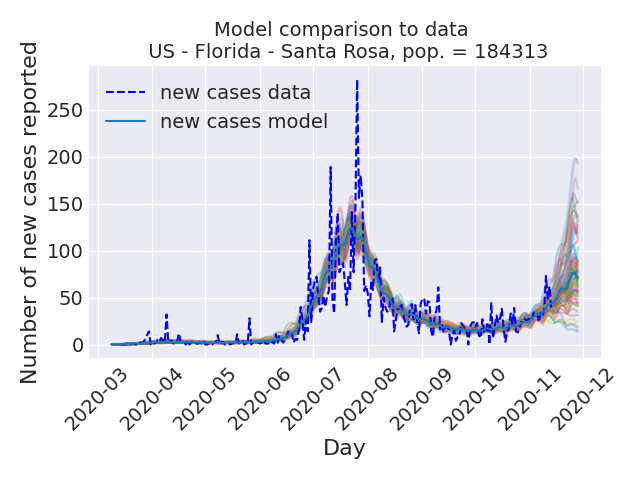 Model comparison to data
US - Florida - Santa Rosa, pop. = 184313
Number of new cases reported
250
200
150
100
50
0
new cases data
new cases model
2020-03
2020-04
2020-05
2020-06
2020-07
2020-08
2020-09
2020-10
2020-11
2020-12
Day